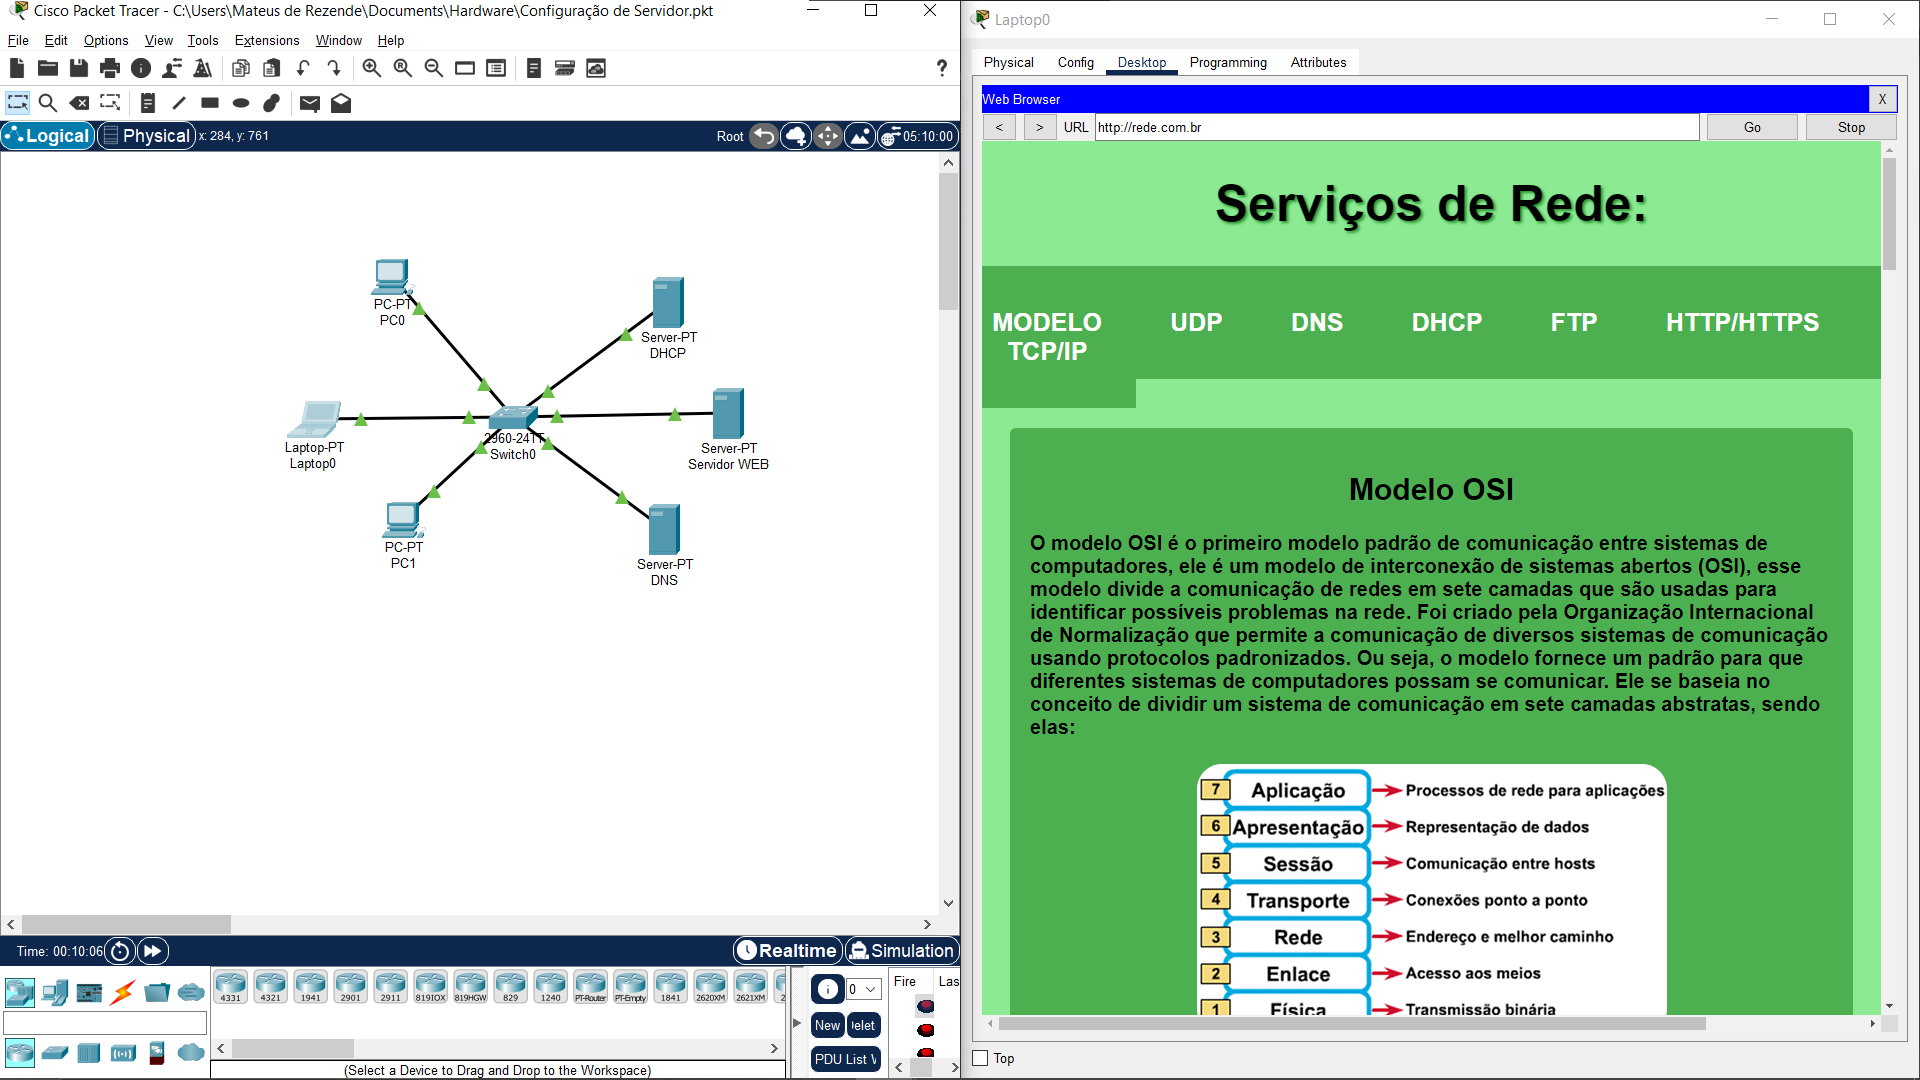 Cisco Packet Tracer - C:\Users\Mateus de Rezende\Documents\Hardware\Configuração de Servidor.pkt
File Edit Options View Tools Extensions Window Help
?
Logical Physical x: 284, y: 761
Root 05:10:00
PC-PT
PC0
Server-PT
DHCP
Laptop-PT
Laptop0
2960-24TT
Switch0
Server-PT
Servidor WEB
PC-PT
PC1
Server-PT
DNS
Time: 00:10:06
Realtime Simulation
4331 4321 1941 2901 2911 819IOX 819HGW 829 1240 PT-Router PT-Empty 1841 2620XM 2621XM 2
0
New
elet
PDU List
Fire Las
(Select a Device to Drag and Drop to the Workspace)
Laptop0
Physical Config Desktop Programming Attributes
Web Browser X
< > URL http://rede.com.br Go Stop
Serviços de Rede:
MODELO TCP/IP UDP DNS DHCP FTP HTTP/HTTPS
Modelo OSI
O modelo OSI é o primeiro modelo padrão de comunicação entre sistemas de
computadores, ele é um modelo de interconexão de sistemas abertos (OSI), esse
modelo divide a comunicação de redes em sete camadas que são usadas para
identificar possíveis problemas na rede. Foi criado pela Organização Internacional
de Normalização que permite a comunicação de diversos sistemas de comunicação
usando protocolos padronizados. Ou seja, o modelo fornece um padrão para que
diferentes sistemas de computadores possam se comunicar. Ele se baseia no
conceito de dividir um sistema de comunicação em sete camadas abstratas, sendo
elas:
7 Aplicação Processos de rede para aplicações
6 Apresentação Representação de dados
5 Sessão Comunicação entre hosts
4 Transporte Conexões ponto a ponto
3 Rede Endereço e melhor caminho
2 Enlace Acesso aos meios
1 Física Transmissão binária
Top